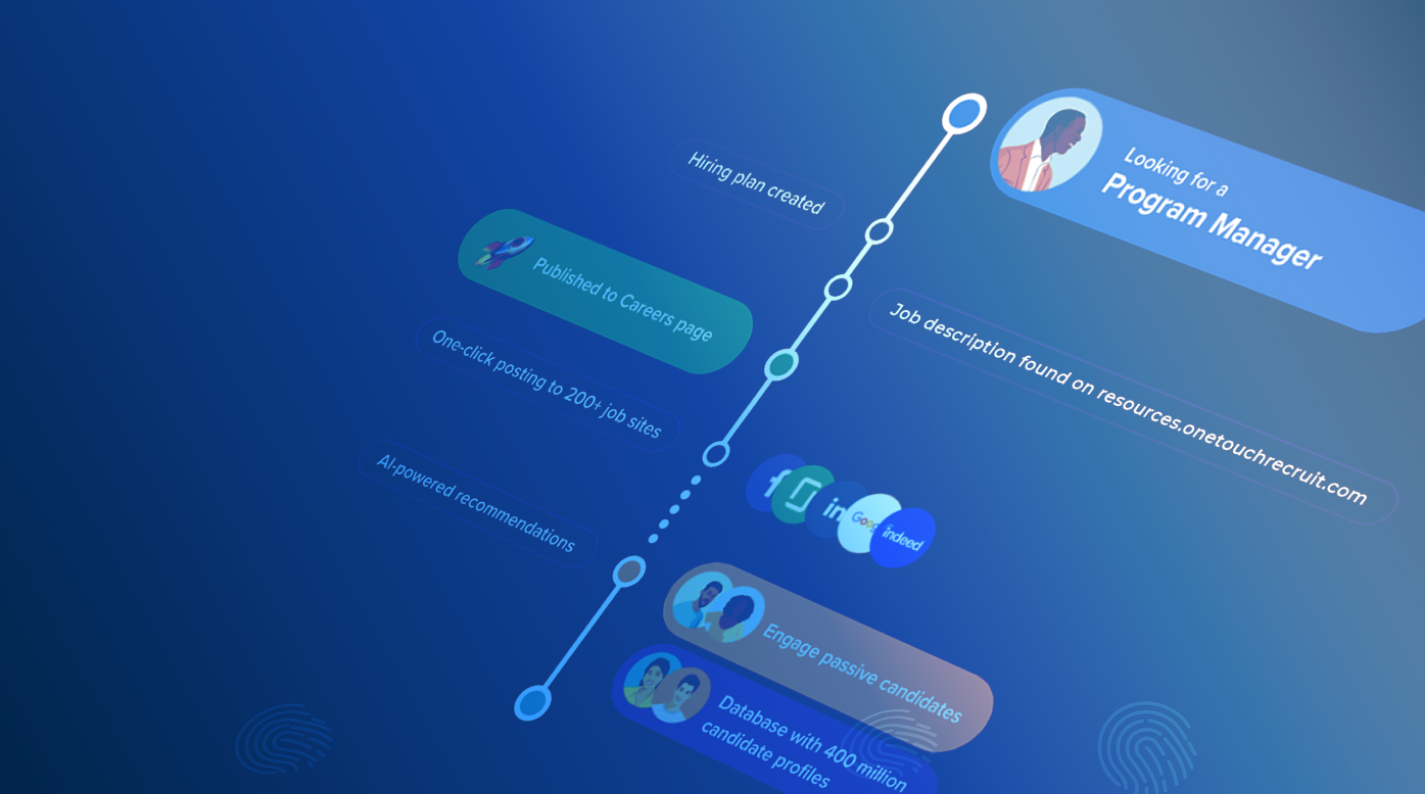 Looking for a
Program Manager
Hiring plan created
Job description found on resources.onetouchrecruit.com
Published to Careers page
One-click posting to 200+ job sites
f
in
Goog
indeed
AI-powered recommendations
Engage passive candidates
Database with 400 million
candidate profiles